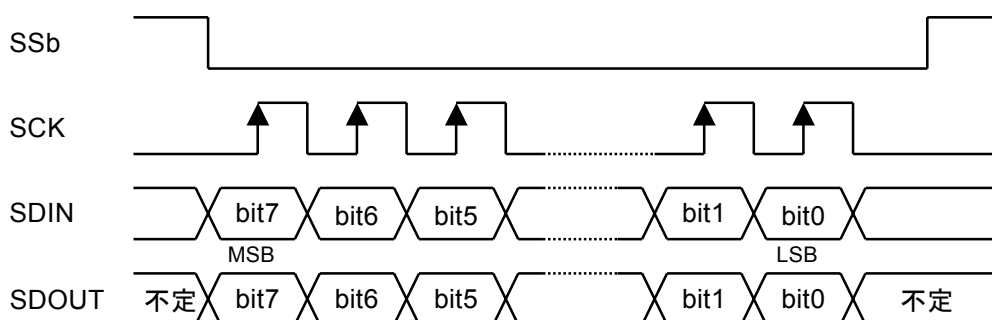 SSb
SCK
SDIN bit7 bit6 bit5 bit1 bit0
MSB LSB
SDOUT 不定 bit7 bit6 bit5 bit1 bit0 不定